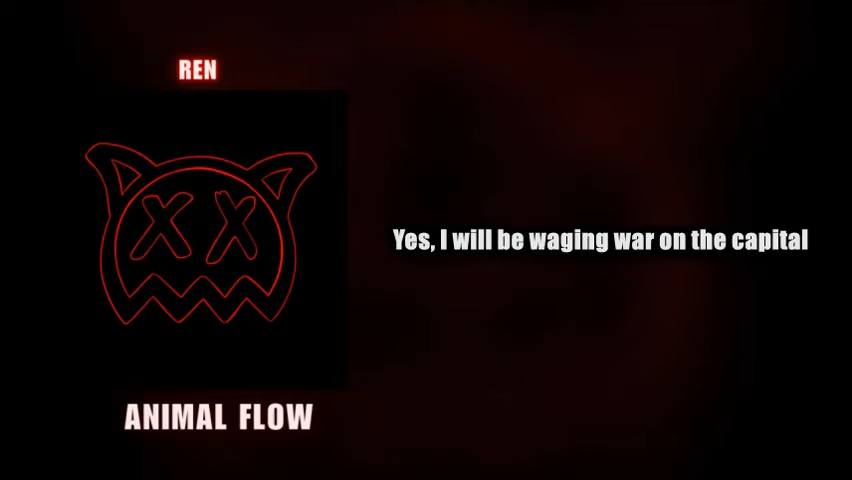 REN
Yes, I will be waging war on the capital
ANIMAL FLOW